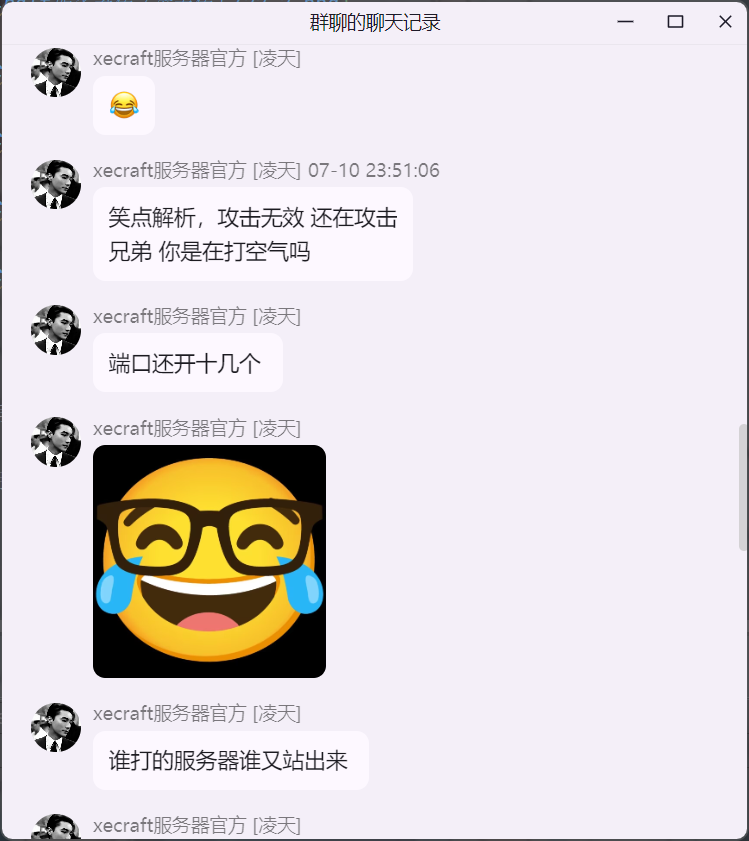 群聊的聊天记录
xecraft服务器官方 [凌天]
xecraft服务器官方 [凌天] 07-10 23:51:06
笑点解析，攻击无效 还在攻击
兄弟 你是在打空气吗
xecraft服务器官方 [凌天]
端口还开十几个
xecraft服务器官方 [凌天]
xecraft服务器官方 [凌天]
谁打的服务器谁又站出来
xecraft服务器官方 [凌天]